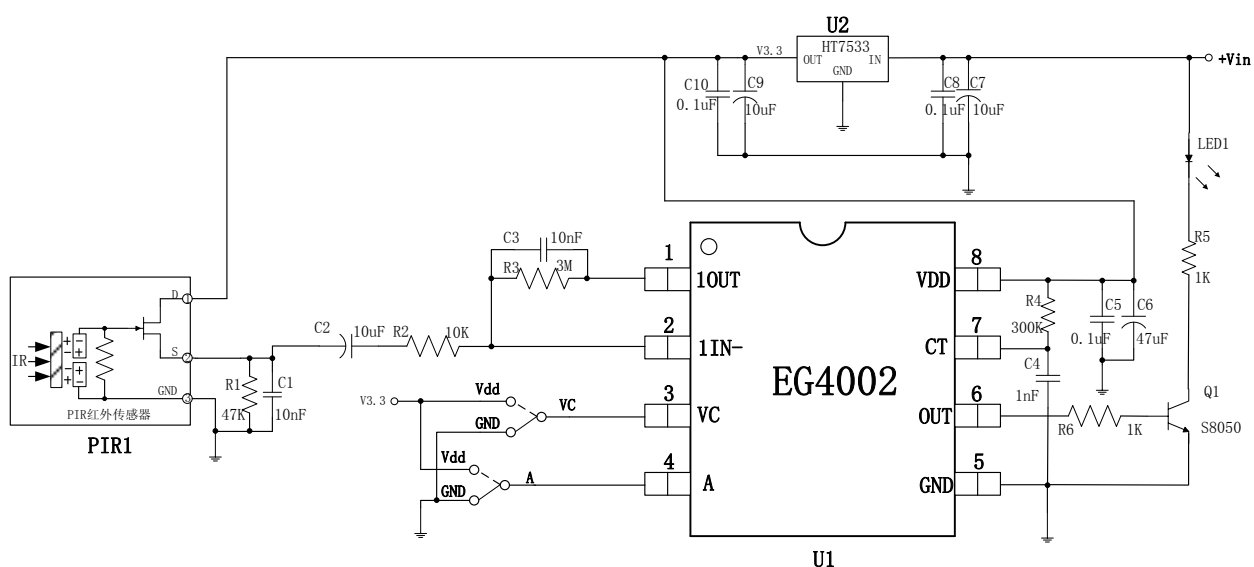 U2
V3.3
HT7533
OUT
IN
GND
+Vin
C10
0.1uF
C9
10uF
C8
0.1uF
C7
10uF
LED1
R5
1K
C3
10nF
R3
3M
1
1OUT
8
VDD
D
1
C2
10uF
R2
10K
2
1IN-
7
CT
R4
300K
C5
0.1uF
C6
47uF
IR
S
2
GND
3
PIR红外传感器
PIR1
R1
47K
C1
10nF
EG4002
C4
1nF
V3.3
Vdd
GND
VC
3
VC
6
OUT
R6
1K
Q1
S8050
Vdd
GND
A
4
A
5
GND
U1